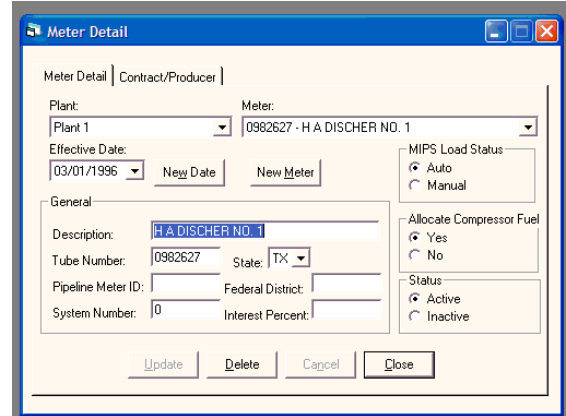 Meter Detail
Meter Detail Contract/Producer
Plant: Meter:
Plant 1 0982627 - H A DISCHER NO. 1
Effective Date: MIPS Load Status
03/01/1996 New Date New Meter Auto
Manual
General
Allocate Compressor Fuel
Description: H A DISCHER NO. 1 Yes
Tube Number: 0982627 State: TX No
Pipeline Meter ID: Federal District: Status
Active
System Number: 0 Interest Percent: Inactive
Update Delete Cancel Close